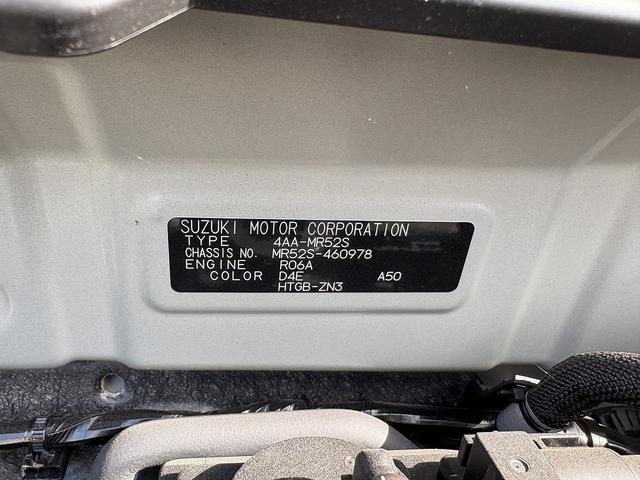 SUZUKI MOTOR CORPORATION
TYPE 4AA-MR52S
CHASSIS NO. MR52S-460978
ENGINE R06A
COLOR D4E A50
HTGB-ZN3